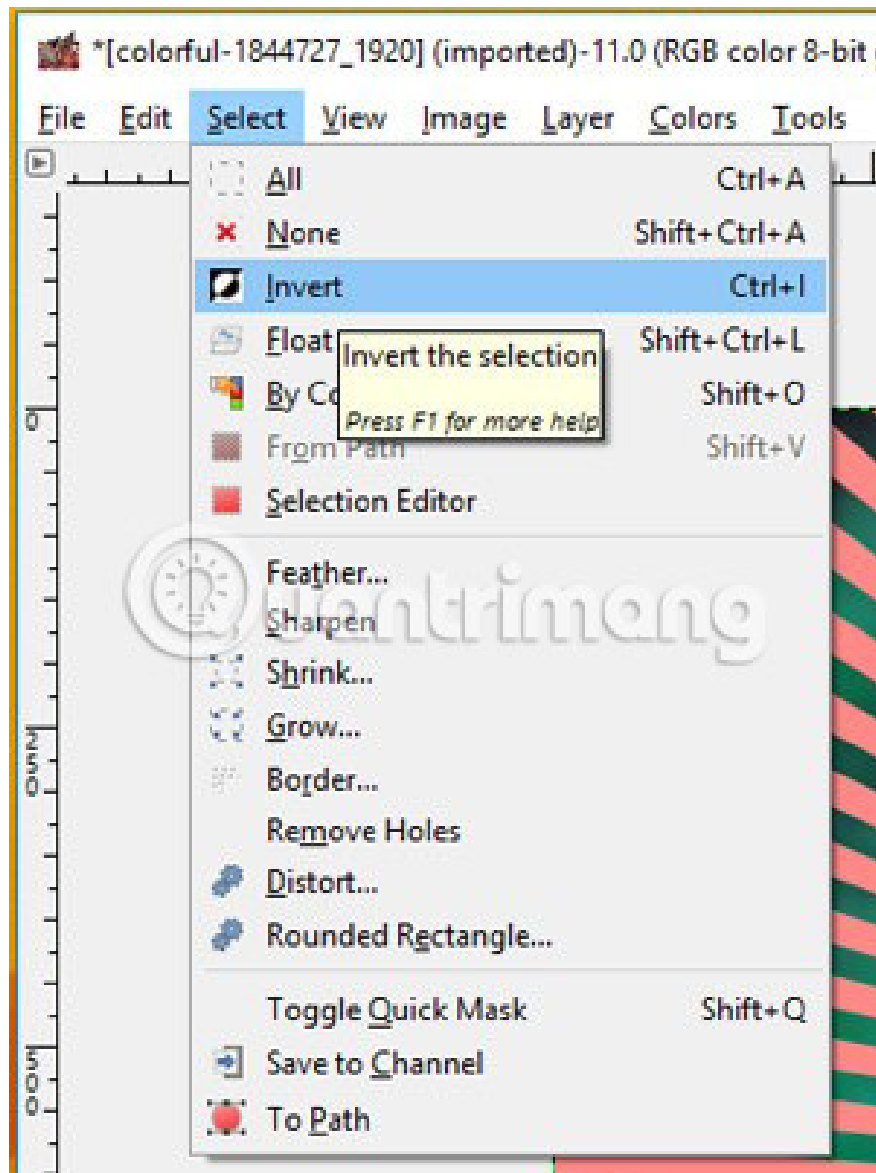 *[colorful-1844727_1920] (imported)-11.0 (RGB color 8-bit
File Edit Select View Image Layer Colors Tools
All Ctrl+A
None Shift+Ctrl+A
Invert Ctrl+I
Float Shift+Ctrl+L
Invert the selection
By Co Shift+O
Press F1 for more help
From Path Shift+V
Selection Editor
Feather...
Quantrimang
Sharpen
Shrink...
Grow...
Border...
Remove Holes
Distort...
Rounded Rectangle...
Toggle Quick Mask Shift+Q
Save to Channel
To Path
0
250
500